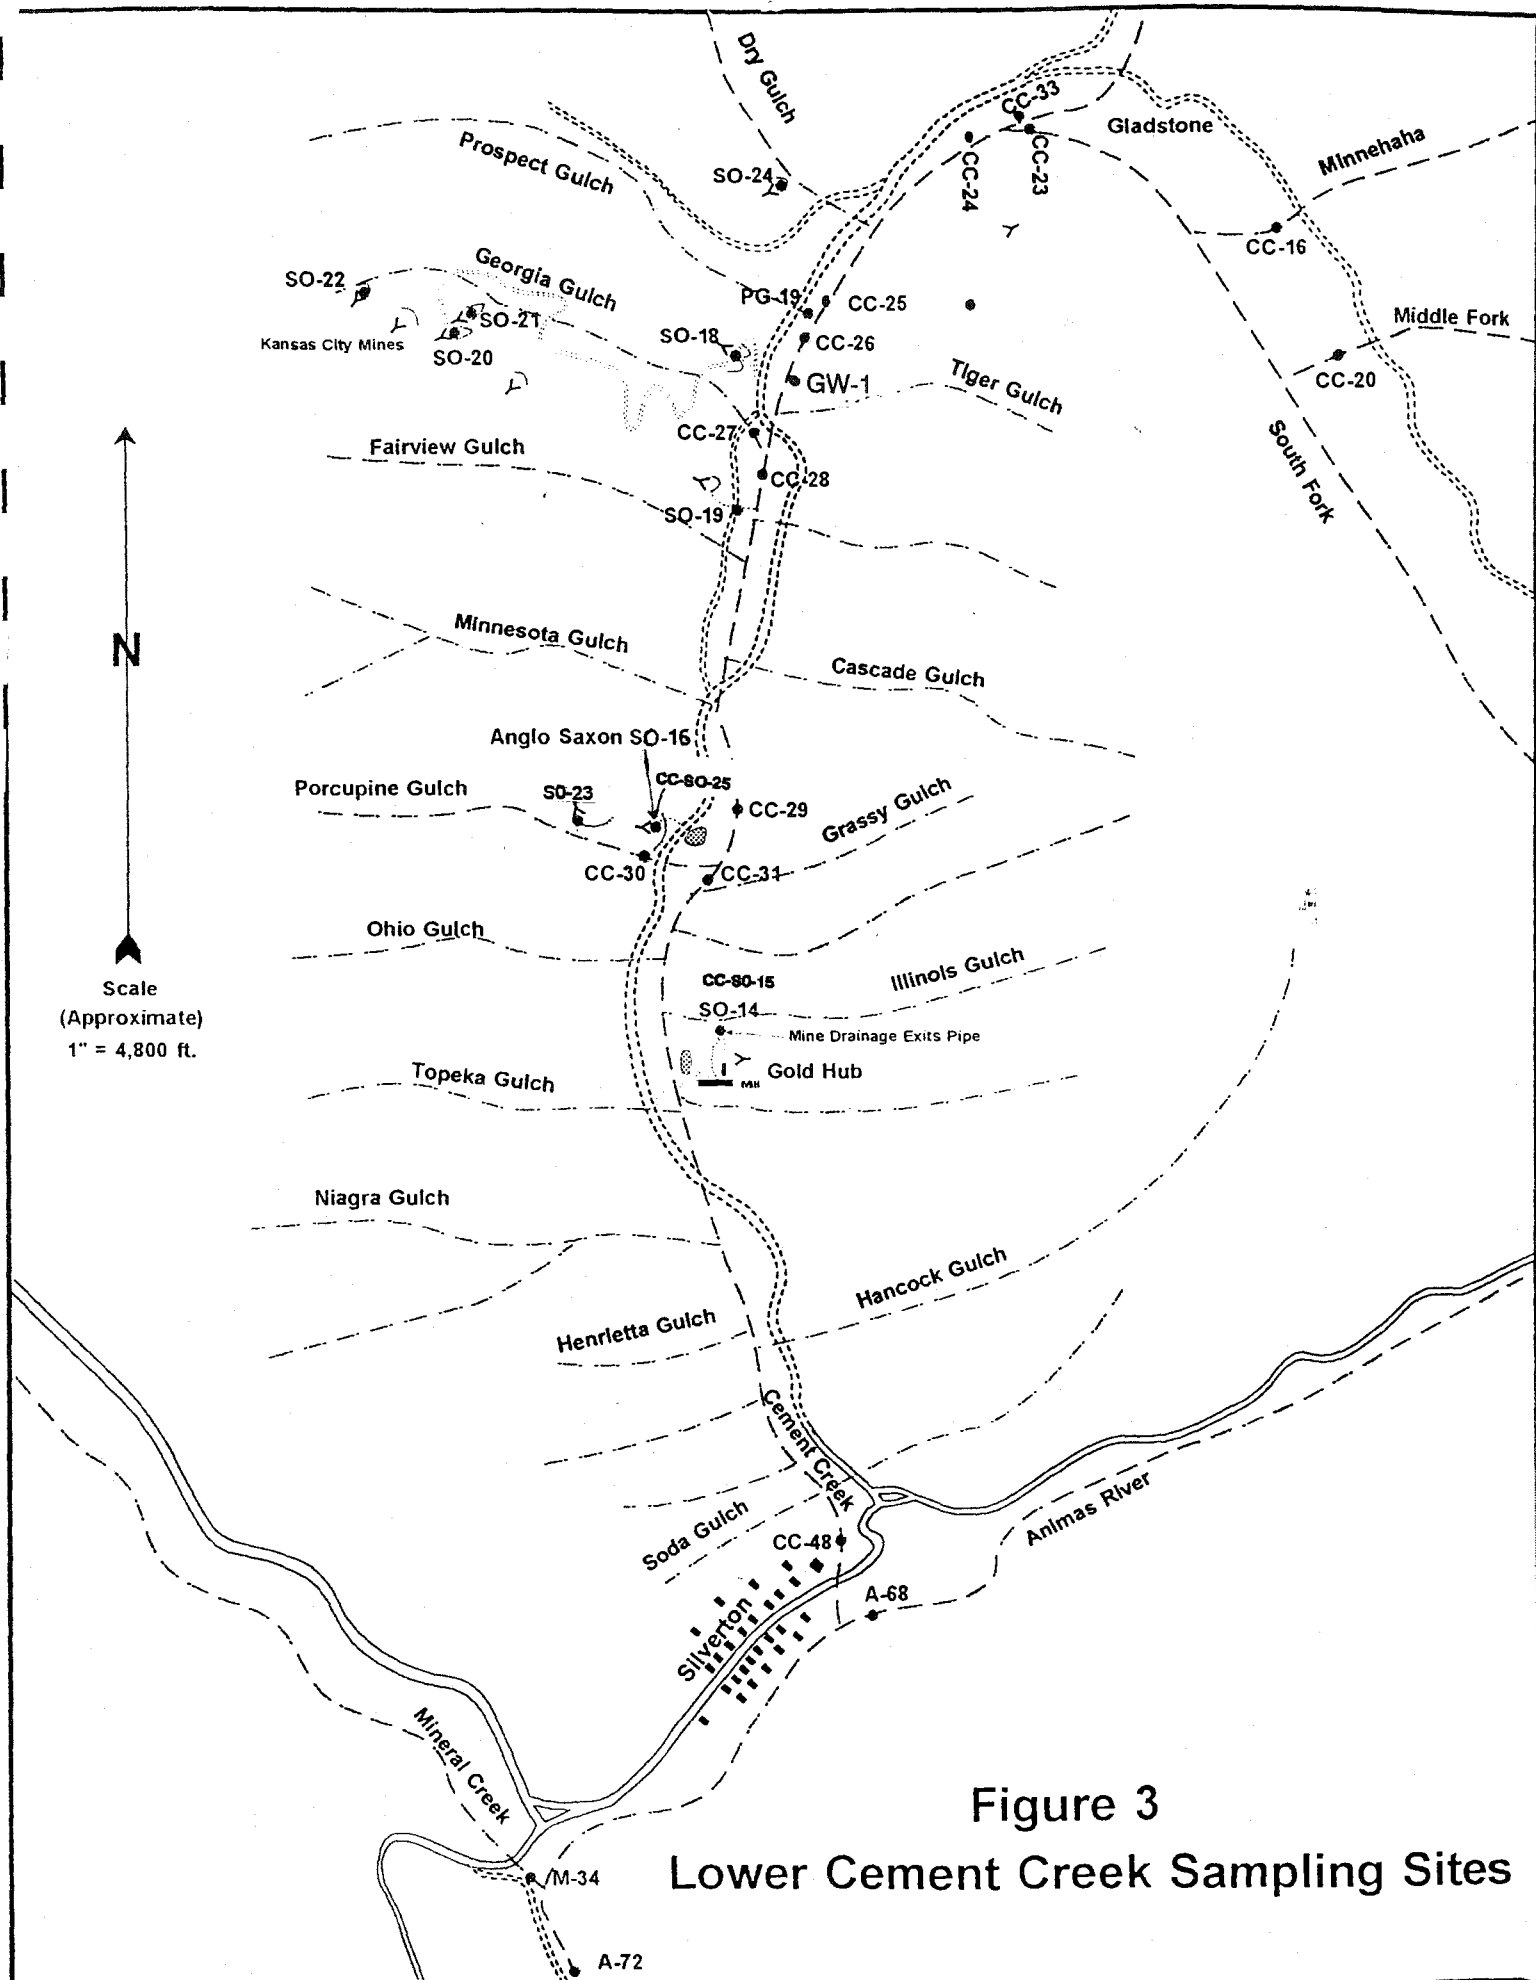 Dry Gulch
CC-33
Gladstone
Prospect Gulch
Minnehaha
SO-24
CC-24
CC-23
CC-16
Georgia Gulch
SO-22
PG-19
CC-25
SO-21
Middle Fork
Kansas City Mines
SO-20
SO-18
CC-26
GW-1
Tiger Gulch
CC-20
CC-27
Fairview Gulch
CC-28
South Fork
SO-19
N
Minnesota Gulch
Cascade Gulch
Anglo Saxon SO-16
CC-SO-25
Porcupine Gulch
SO-23
CC-29
Grassy Gulch
CC-30
CC-31
Ohio Gulch
Scale
(Approximate)
1" = 4,800 ft.
CC-SO-15
Illinois Gulch
SO-14
Mine Drainage Exits Pipe
Topeka Gulch
Gold Hub
Niagra Gulch
Hancock Gulch
Henrietta Gulch
Cement Creek
Soda Gulch
Animas River
CC-48
A-68
Silverton
Mineral Creek
Figure 3
Lower Cement Creek Sampling Sites
M-34
A-72